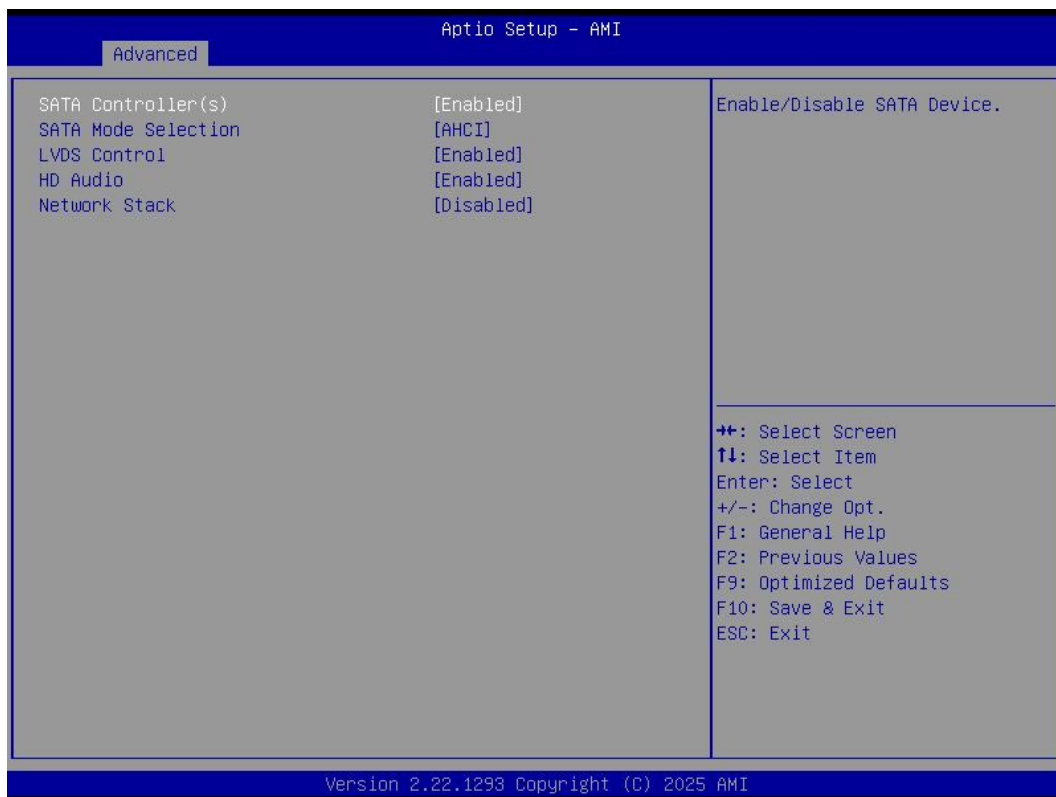 Aptio Setup – AMI
Advanced
SATA Controller(s) [Enabled]
SATA Mode Selection [AHCI]
LVDS Control [Enabled]
HD Audio [Enabled]
Network Stack [Disabled]
Enable/Disable SATA Device.
→←: Select Screen
↑↓: Select Item
Enter: Select
+/-: Change Opt.
F1: General Help
F2: Previous Values
F9: Optimized Defaults
F10: Save & Exit
ESC: Exit
Version 2.22.1293 Copyright (C) 2025 AMI